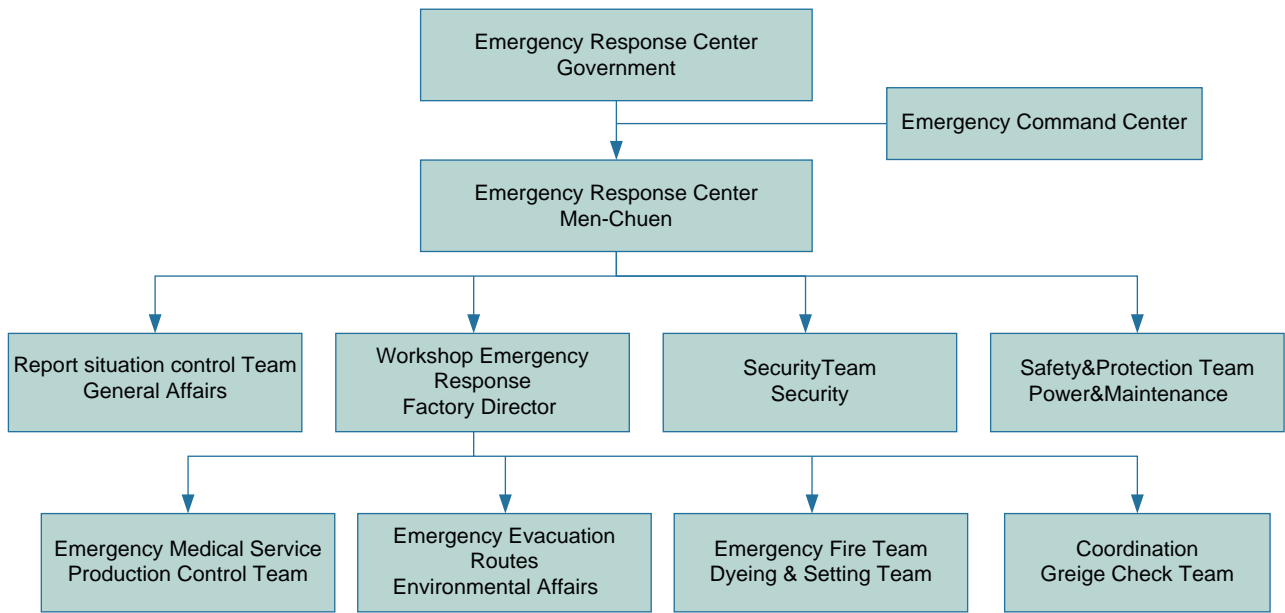 Emergency Response Center
Government
Emergency Command Center
Emergency Response Center
Men-Chuen
Report situation control Team
General Affairs
Workshop Emergency
Response
Factory Director
SecurityTeam
Security
Safety&Protection Team
Power&Maintenance
Emergency Medical Service
Production Control Team
Emergency Evacuation
Routes
Environmental Affairs
Emergency Fire Team
Dyeing & Setting Team
Coordination
Greige Check Team